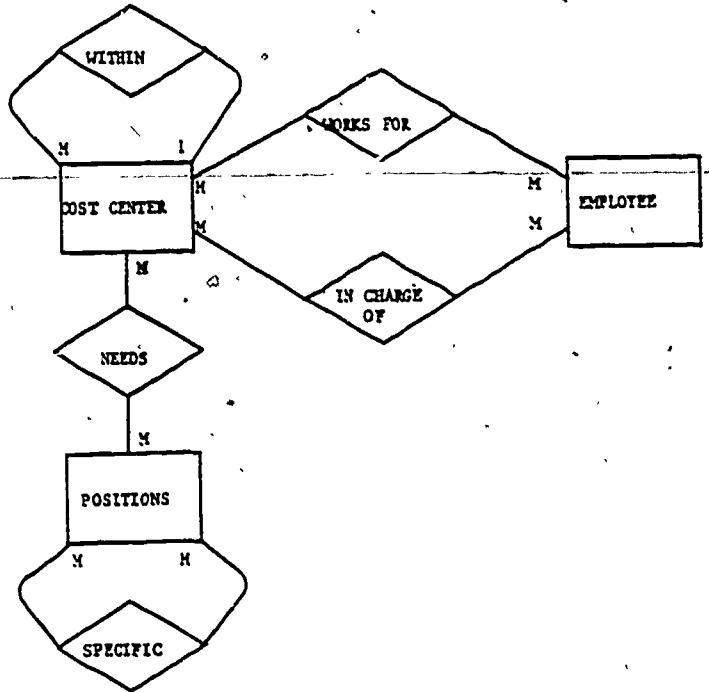 WITHIN
M 1
COST CENTER
M
M
M
WORKS FOR
M
M
EMPLOYEE
IN CHARGE
OF
NEEDS
M
POSITIONS
M M
SPECIFIC